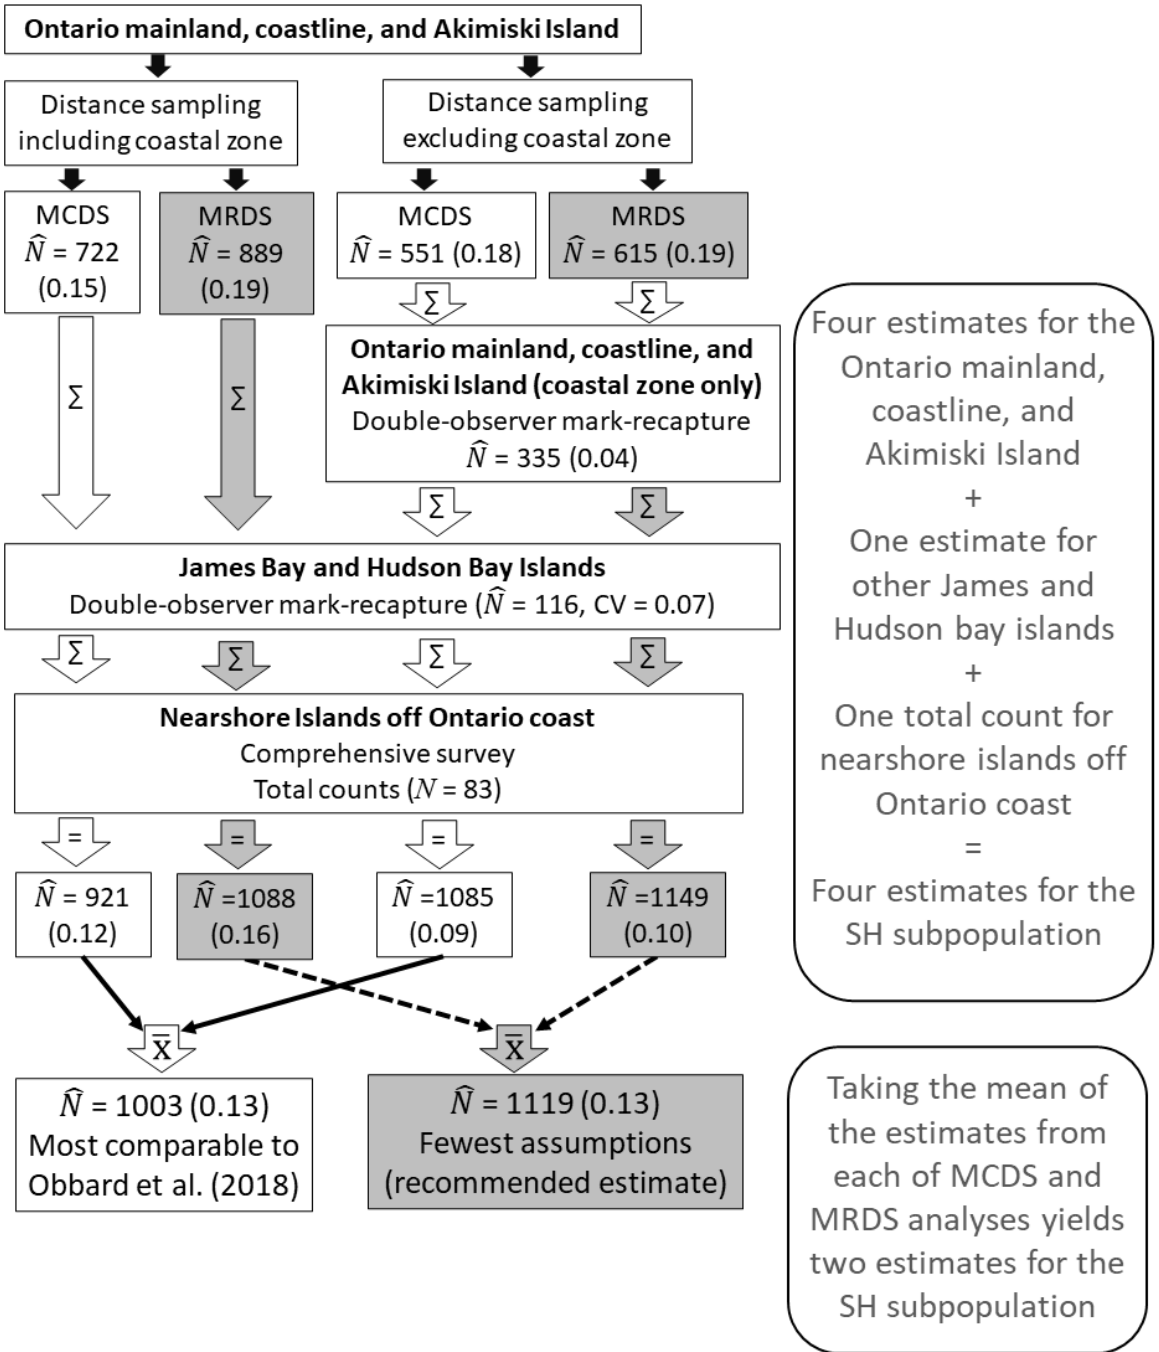 Ontario mainland, coastline, and Akimiski Island
Distance sampling
including coastal zone
Distance sampling
excluding coastal zone
MCDS
N̂ = 722
(0.15)
MRDS
N̂ = 889
(0.19)
MCDS
N̂ = 551 (0.18)
MRDS
N̂ = 615 (0.19)
Σ
Σ
Σ
Σ
Ontario mainland, coastline, and
Akimiski Island (coastal zone only)
Double-observer mark-recapture
N̂ = 335 (0.04)
Σ
Σ
James Bay and Hudson Bay Islands
Double-observer mark-recapture (N̂ = 116, CV = 0.07)
Σ
Σ
Σ
Σ
Nearshore Islands off Ontario coast
Comprehensive survey
Total counts (N = 83)
=
=
=
=
N̂ = 921
(0.12)
N̂ =1088
(0.16)
N̂ =1085
(0.09)
N̂ =1149
(0.10)
x̅
x̅
N̂ = 1003 (0.13)
Most comparable to
Obbard et al. (2018)
N̂ = 1119 (0.13)
Fewest assumptions
(recommended estimate)
Four estimates for the
Ontario mainland,
coastline, and
Akimiski Island
+
One estimate for
other James and
Hudson bay islands
+
One total count for
nearshore islands off
Ontario coast
=
Four estimates for the
SH subpopulation
Taking the mean of
the estimates from
each of MCDS and
MRDS analyses yields
two estimates for the
SH subpopulation